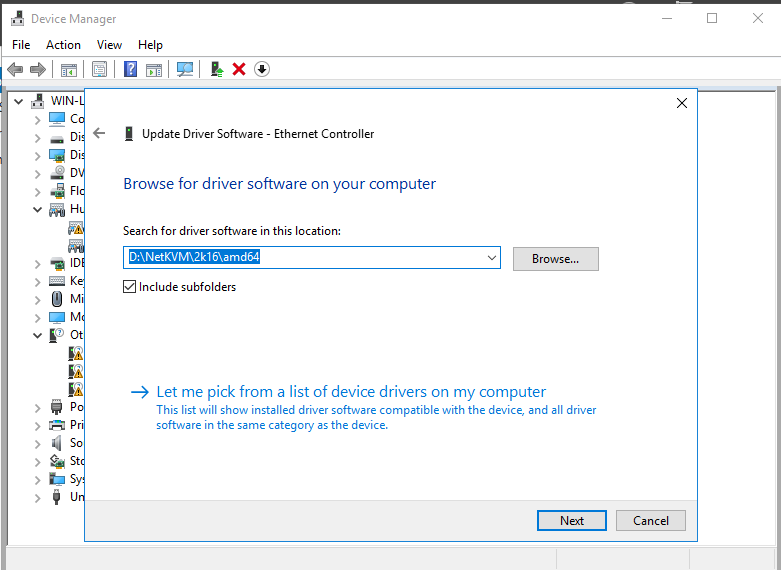 Device Manager
File Action View Help
WIN-L
Update Driver Software - Ethernet Controller
Browse for driver software on your computer
Search for driver software in this location:
D:\NetKVM\2k16\amd64
Browse...
Include subfolders
Let me pick from a list of device drivers on my computer
This list will show installed driver software compatible with the device, and all driver
software in the same category as the device.
Next Cancel
Co
Dis
Dis
DV
Flo
Hu
IDE
Key
Mi
Mo
Ot
Po
Pri
So
Sto
Sys
Un